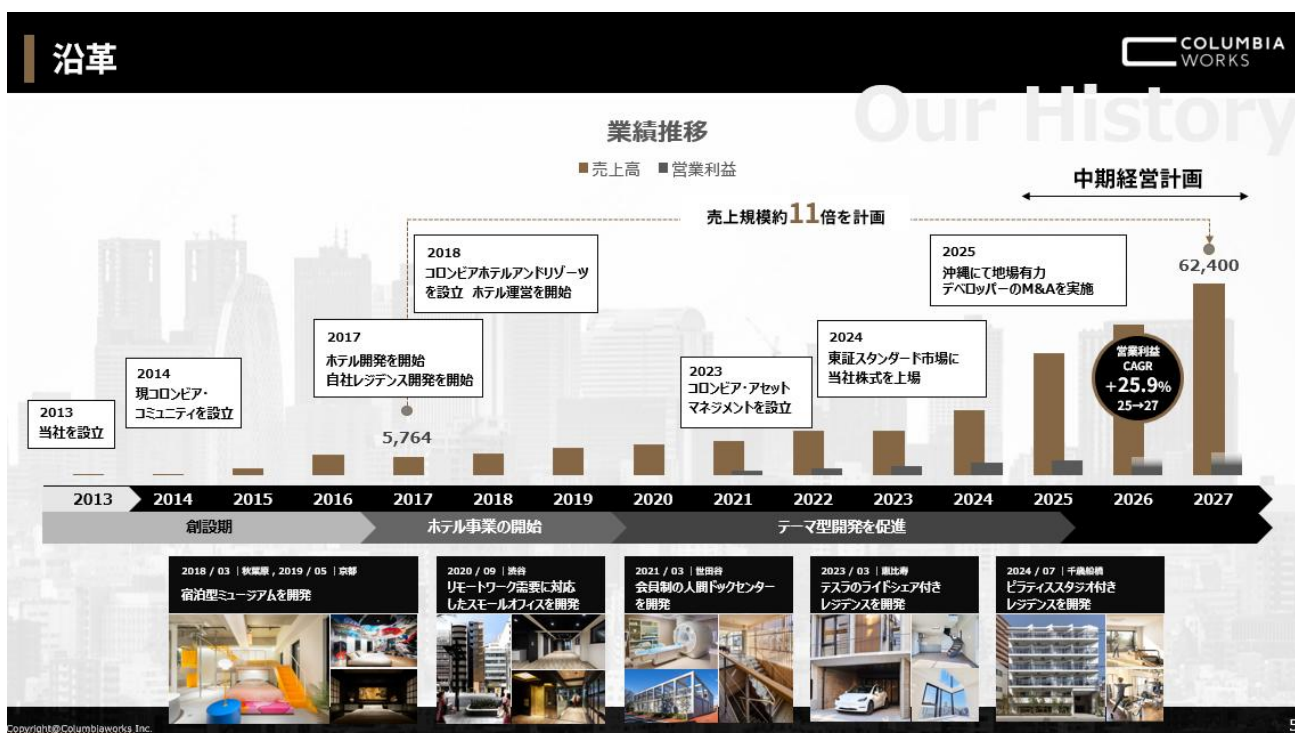 沿革
COLUMBIA
WORKS
Our History
業績推移
■売上高 ■営業利益
中期経営計画
売上規模約11倍を計画
2013
当社を設立
2014
現コロンビア・
コミュニティを設立
2017
ホテル開発を開始
自社レジデンス開発を開始
5,764
2018
コロンビアホテルアンドリゾーツ
を設立 ホテル運営を開始
2023
コロンビア・アセット
マネジメントを設立
2024
東証スタンダード市場に
当社株式を上場
2025
沖縄にて地場有力
デベロッパーのM&Aを実施
62,400
営業利益
CAGR
+25.9%
25→27
2013 2014 2015 2016 2017 2018 2019 2020 2021 2022 2023 2024 2025 2026 2027
創設期 ホテル事業の開始 テーマ型開発を促進
2018 / 03 |秋葉原 , 2019 / 05 |京都
宿泊型ミュージアムを開発
2020 / 09 |渋谷
リモートワーク需要に対応
したスモールオフィスを開発
2021 / 03 |世田谷
会員制の人間ドックセンター
を開発
2023 / 03 |恵比寿
テスラのライドシェア付き
レジデンスを開発
2024 / 07 |千歳船橋
ピラティススタジオ付き
レジデンスを開発
Copyright@Columbiaworks Inc.
5